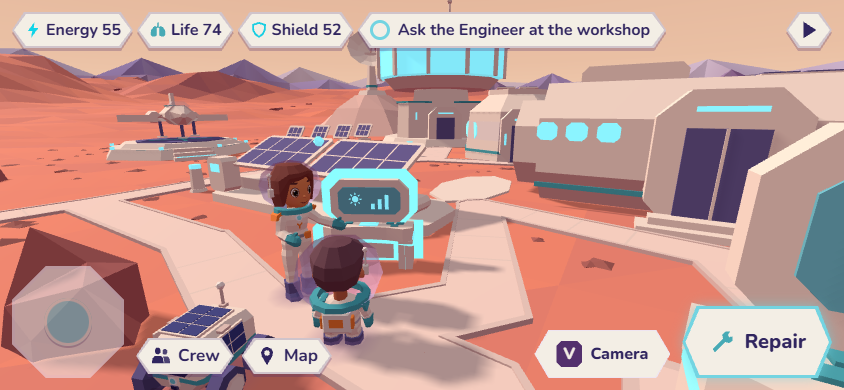 Energy 55
Life 74
Shield 52
Ask the Engineer at the workshop
Crew
Map
V Camera
Repair